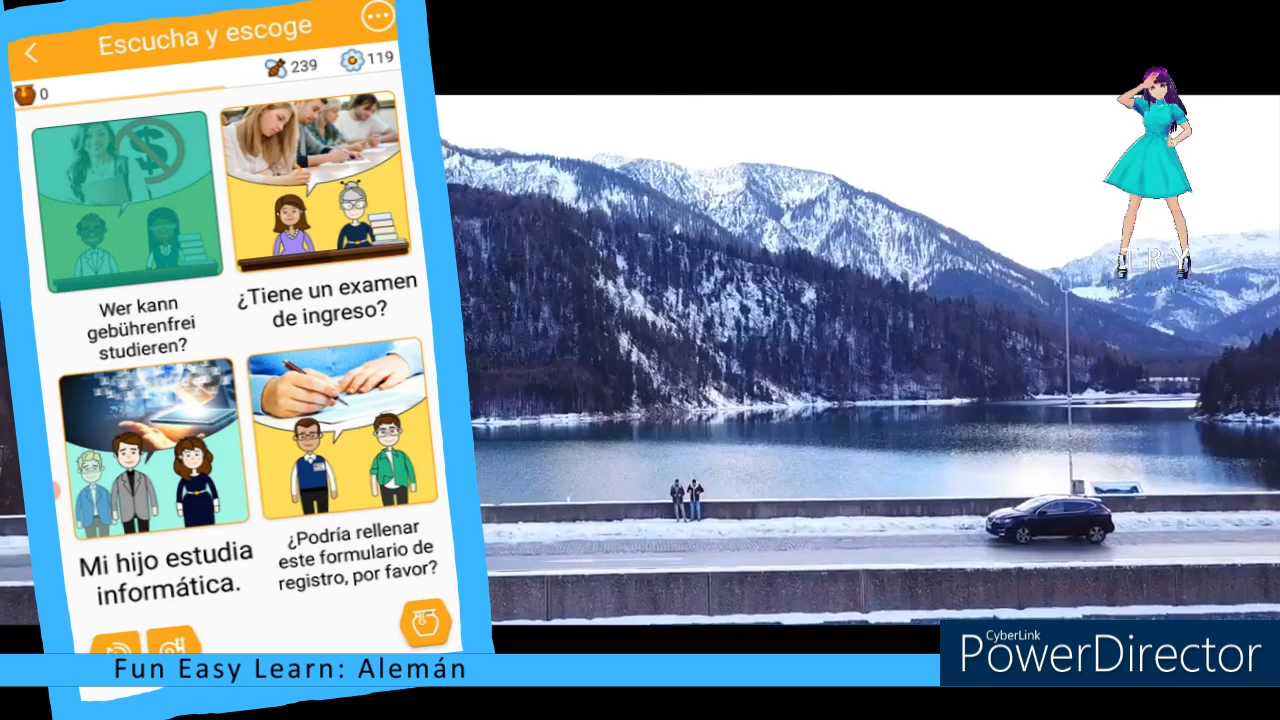 Escucha y escoge
0
239
119
Wer kann
gebührenfrei
studieren?
¿Tiene un examen
de ingreso?
Mi hijo estudia
informática.
¿Podría rellenar
este formulario de
registro, por favor?
Fun Easy Learn: Alemán
TRY
CyberLink
PowerDirector